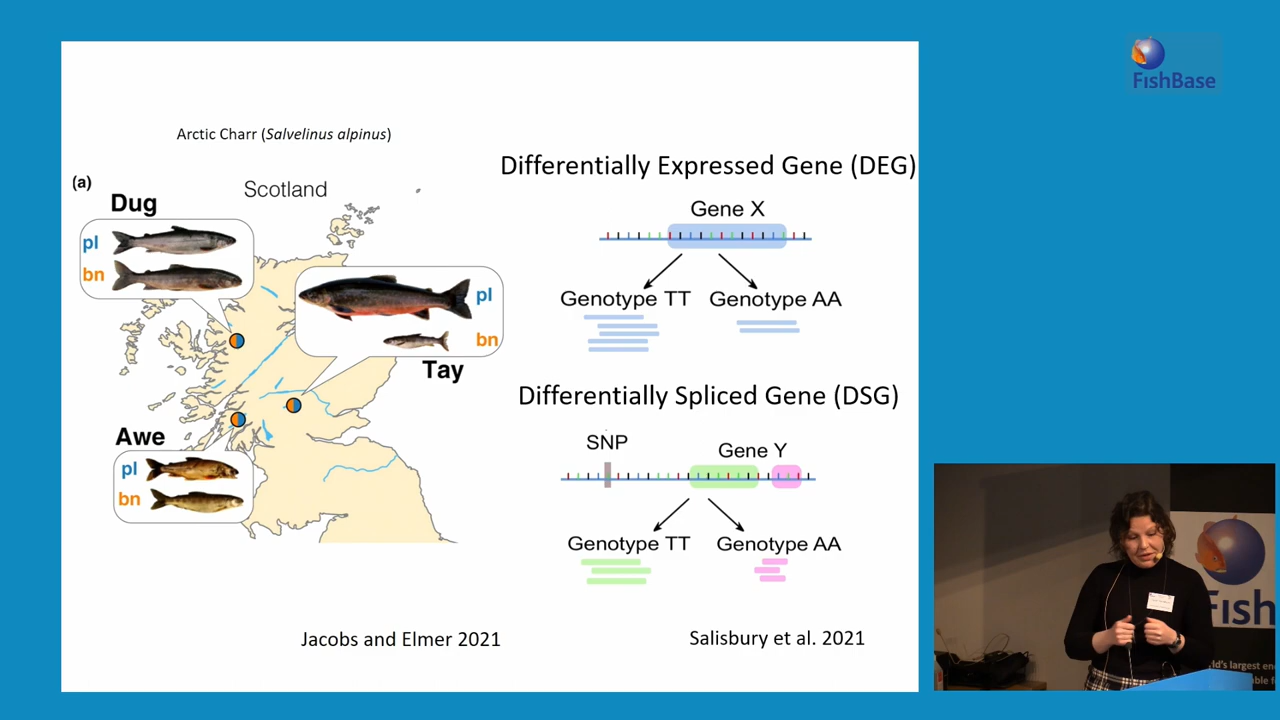 FishBase
Arctic Charr (Salvelinus alpinus)
(a)
Scotland
Dug
pl
bn
pl
bn
Tay
Awe
pl
bn
Jacobs and Elmer 2021
Differentially Expressed Gene (DEG)
Gene X
Genotype TT
Genotype AA
Differentially Spliced Gene (DSG)
SNP
Gene Y
Genotype TT
Genotype AA
Salisbury et al. 2021
Fish